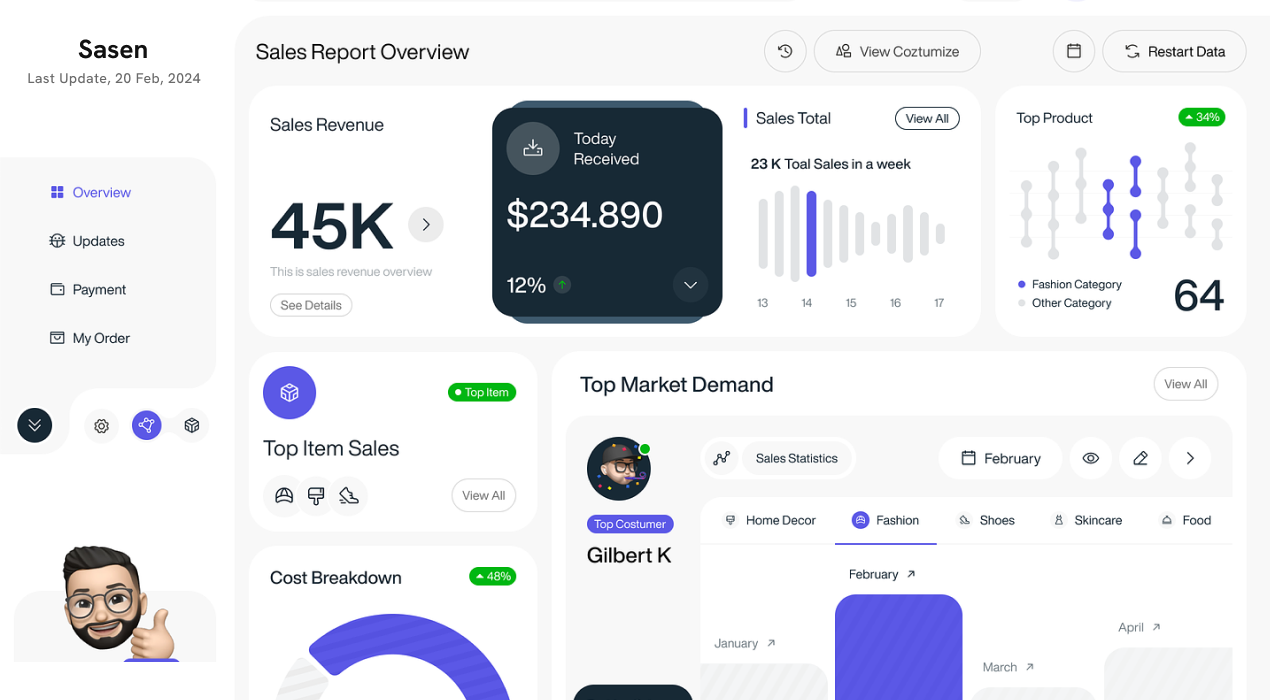 Sasen
Last Update, 20 Feb, 2024
Overview
Updates
Payment
My Order
Sales Report Overview
View Coztumize
Restart Data
Sales Revenue
45K
This is sales revenue overview
See Details
Today
Received
$234.890
12%
Sales Total
View All
23 K Toal Sales in a week
13 14 15 16 17
Top Product
34%
Fashion Category
Other Category
64
Top Item
Top Item Sales
View All
Cost Breakdown
48%
Top Market Demand
View All
Top Costumer
Gilbert K
Sales Statistics
February
Home Decor
Fashion
Shoes
Skincare
Food
January
February
March
April